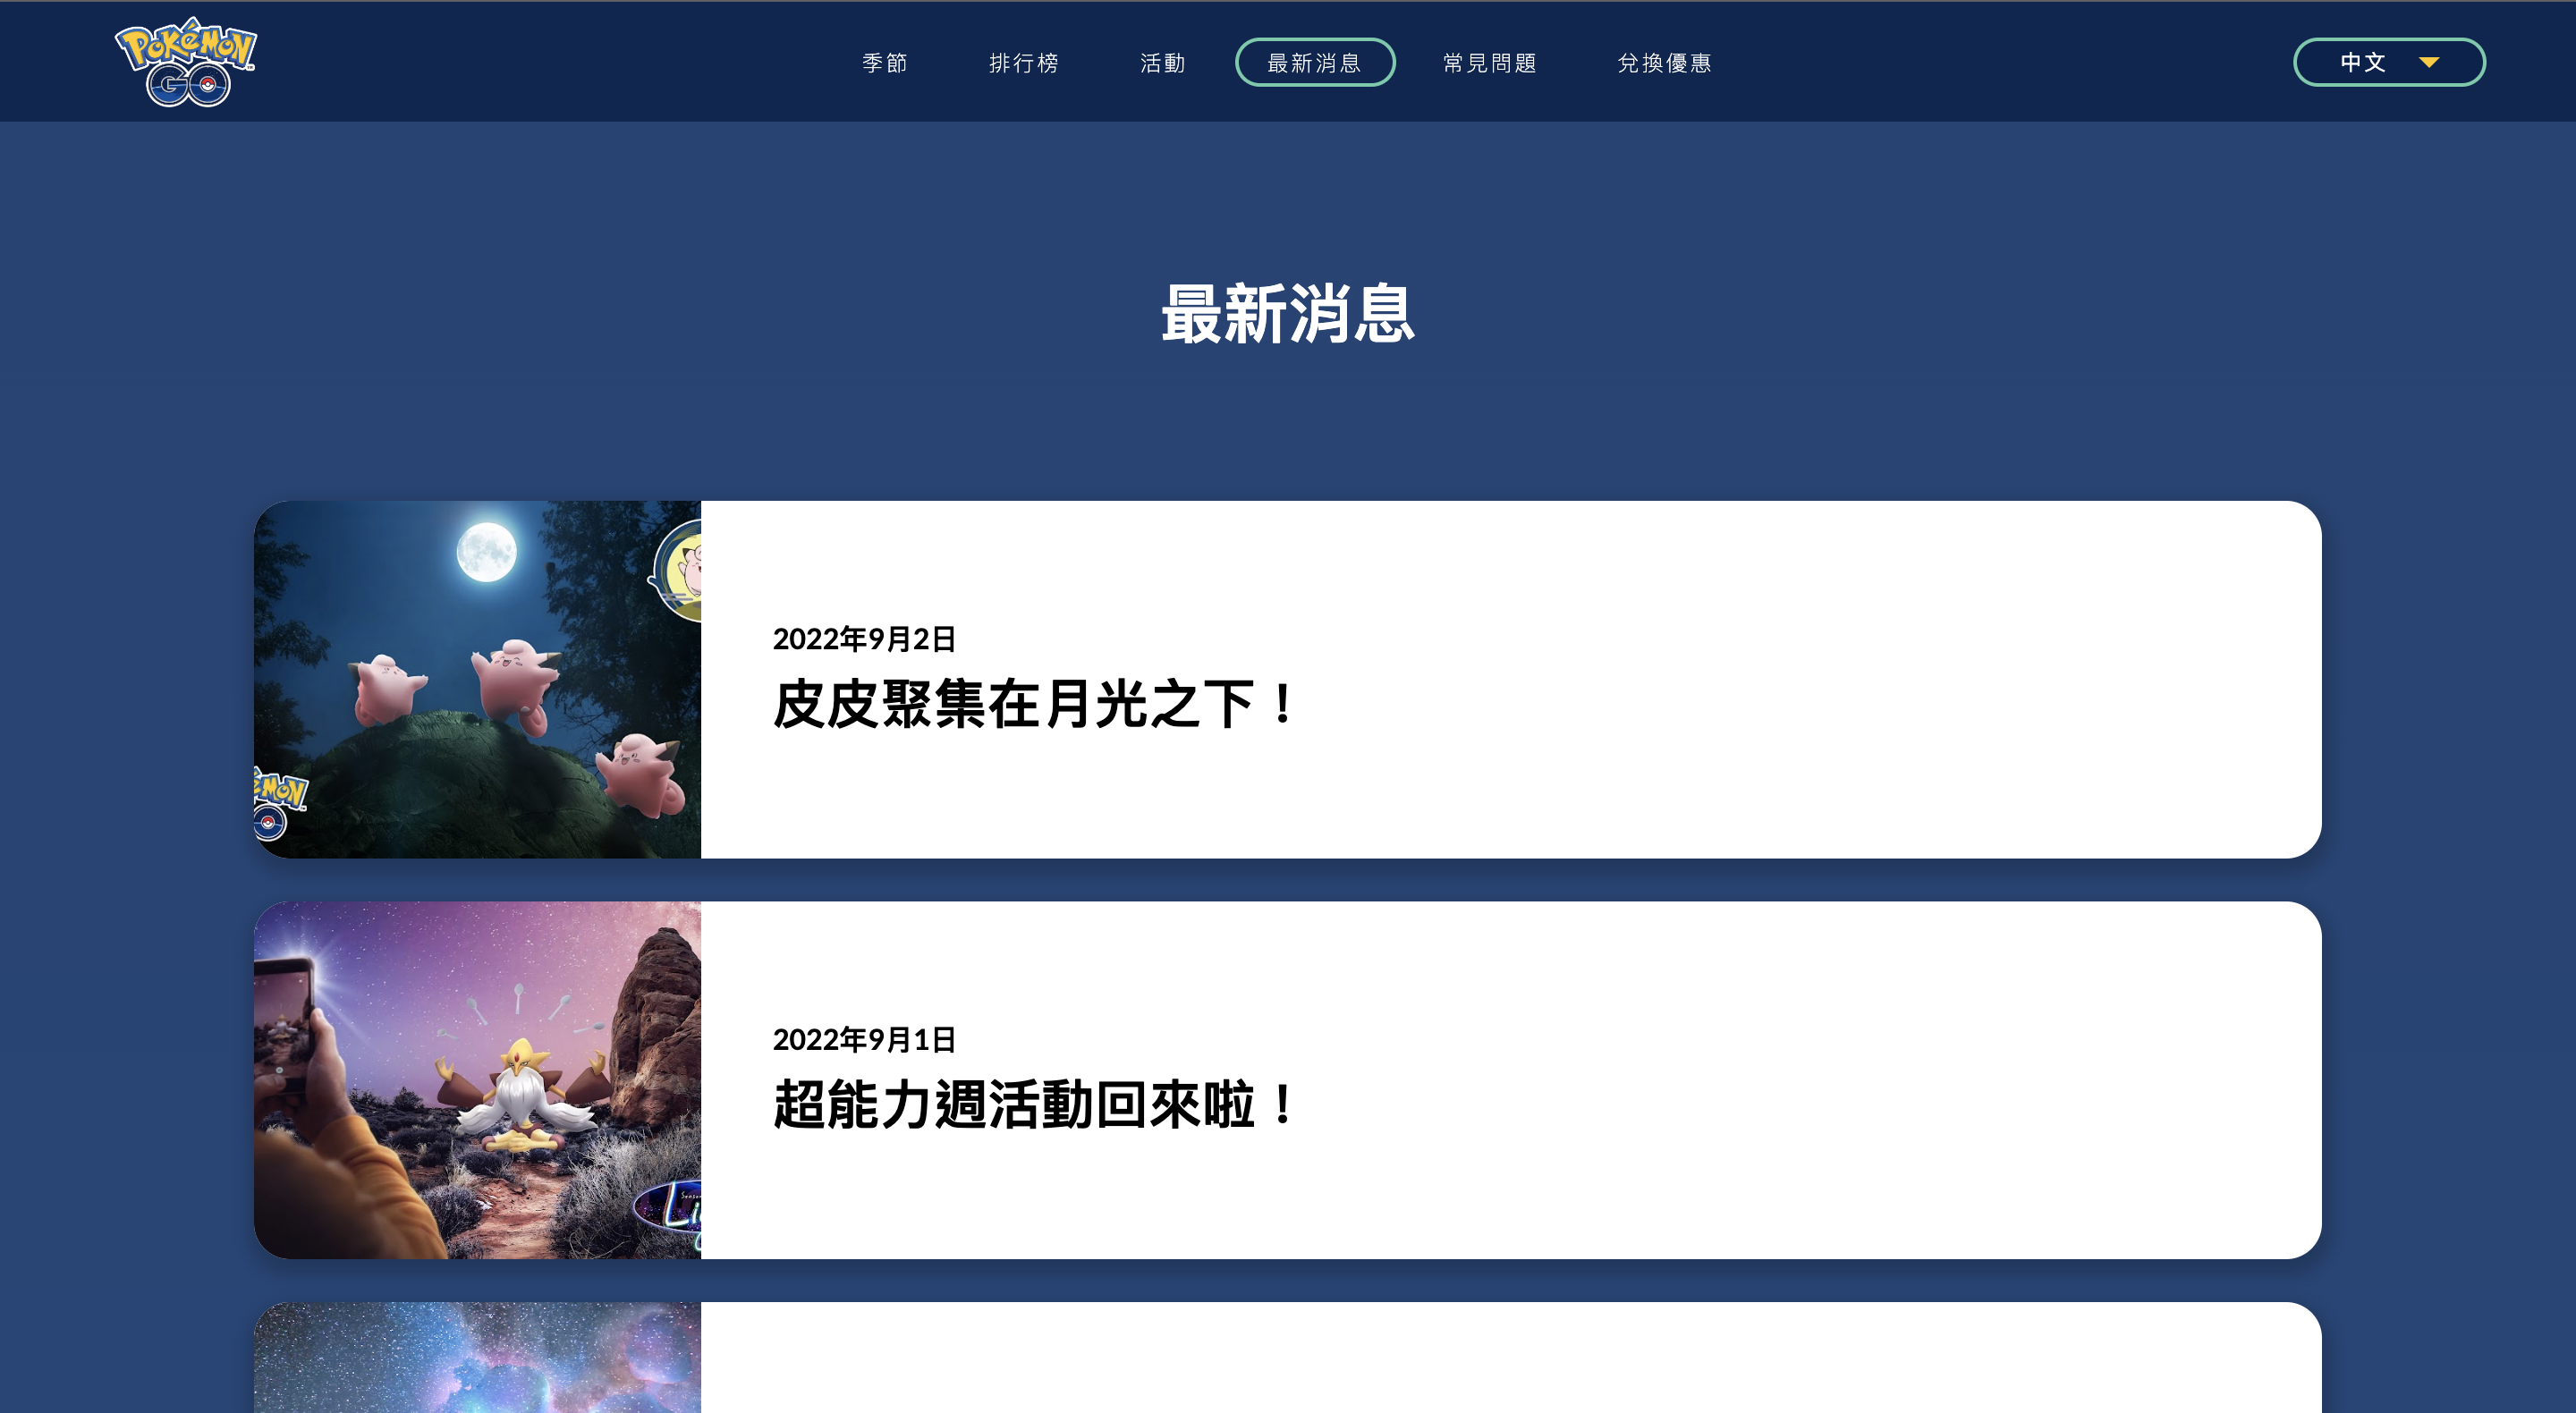 POKÉMON
GO
季節
排行榜
活動
最新消息
常見問題
兌換優惠
中文
最新消息
2022年9月2日
皮皮聚集在月光之下！
ÉMON
2022年9月1日
超能力週活動回來啦！
Season
Li